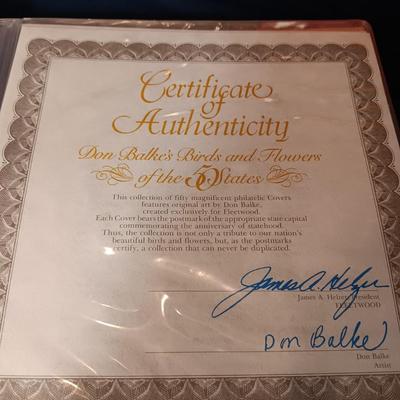 Certificate
of
Authenticity
Don Balke's Birds and Flowers
of the 50 States
This collection of fifty magnificent philatelic Covers
features original art by Don Balke,
created exclusively for Fleetwood.
Each Cover bears the postmark of the appropriate state capital
commemorating the anniversary of statehood.
Thus, the collection is not only a tribute to our nation's
beautiful birds and flowers, but, as the postmarks
certify, a collection that can never be duplicated.
James A. Helzer
James A. Helzer, President
FLEETWOOD
Don Balke
Don Balke
Artist